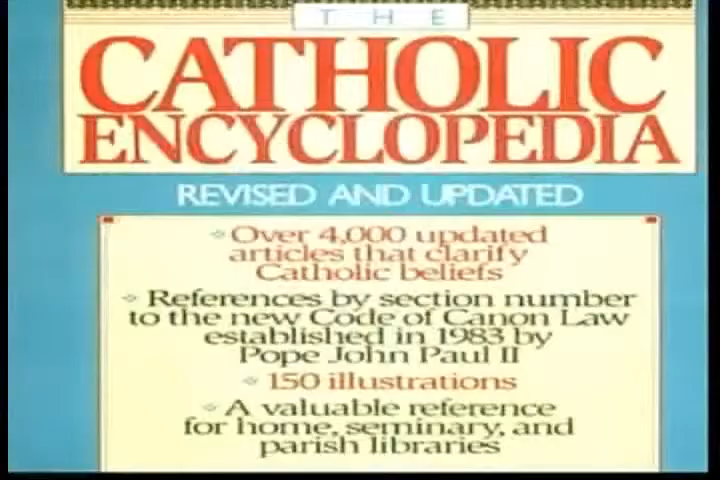 THE
CATHOLIC
ENCYCLOPEDIA
REVISED AND UPDATED
Over 4,000 updated
articles that clarify
Catholic beliefs
References by section number
to the new Code of Canon Law
established in 1983 by
Pope John Paul II
150 illustrations
A valuable reference
for home, seminary, and
parish libraries